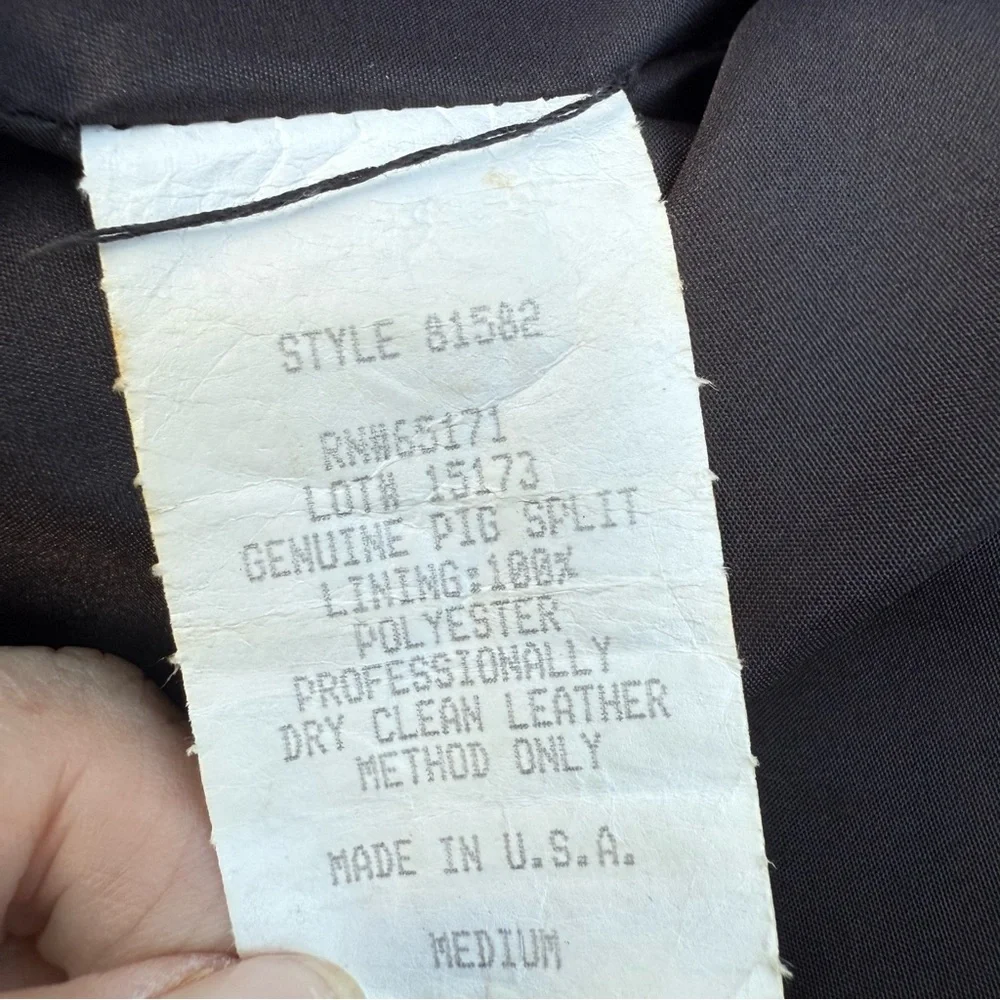 STYLE 81582
RN#65171
LOT# 15173
GENUINE PIG SPLIT
LINING:100%
POLYESTER
PROFESSIONALLY
DRY CLEAN LEATHER
METHOD ONLY
MADE IN U.S.A.
MEDIUM